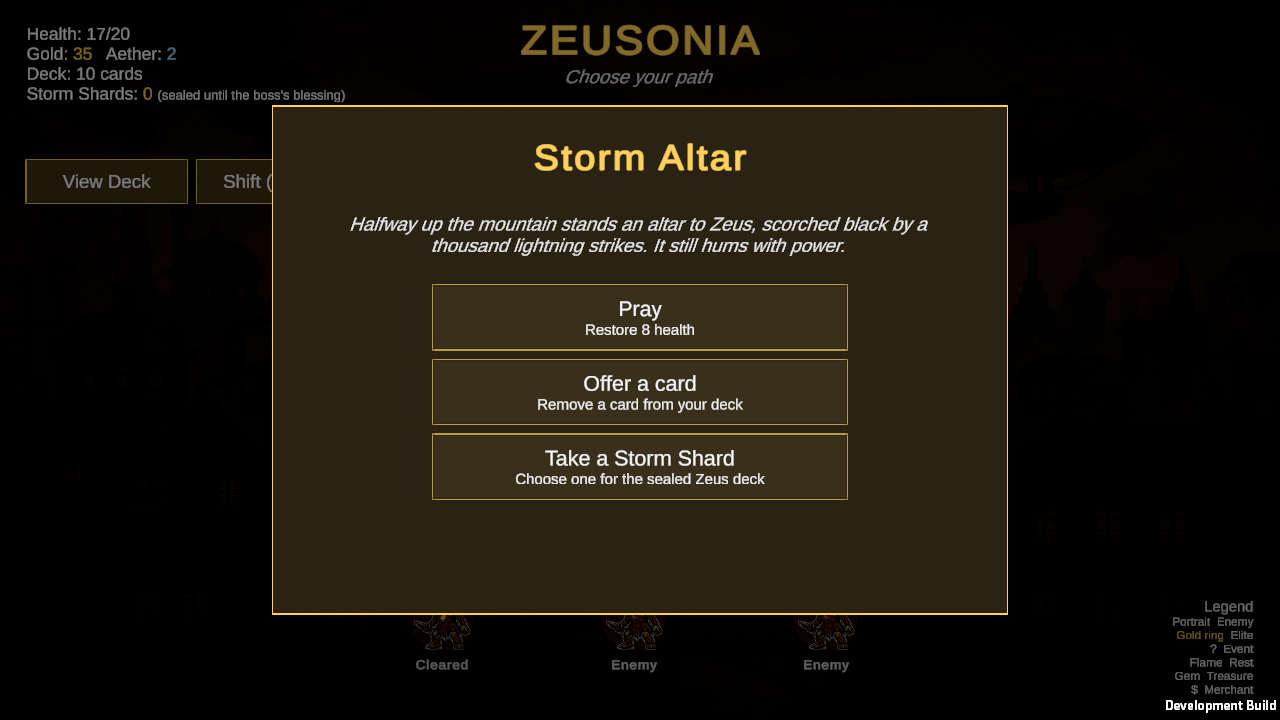 Health: 17/20
Gold: 35 Aether: 2
Deck: 10 cards
Storm Shards: 0 (sealed until the boss's blessing)
ZEUSONIA
Choose your path
View Deck
Shift (
Storm Altar
Halfway up the mountain stands an altar to Zeus, scorched black by a
thousand lightning strikes. It still hums with power.
Pray
Restore 8 health
Offer a card
Remove a card from your deck
Take a Storm Shard
Choose one for the sealed Zeus deck
Cleared
Enemy
Enemy
Legend
Portrait Enemy
Gold ring Elite
? Event
Flame Rest
Gem Treasure
$ Merchant
Development Build